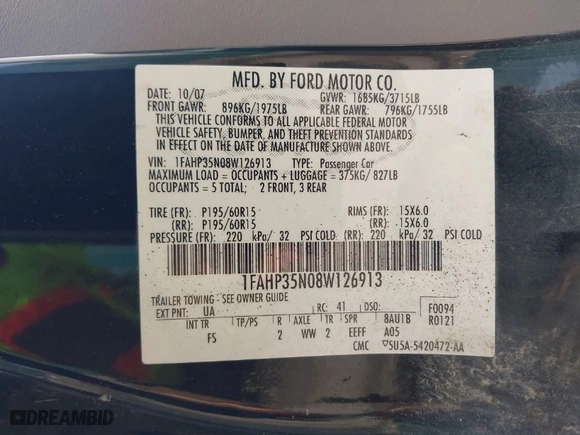 MFD. BY FORD MOTOR CO.
DATE: 10/07 GVWR: 1685KG/3715LB
FRONT GAWR: 896KG/1975LB REAR GAWR: 796KG/1755LB
THIS VEHICLE CONFORMS TO ALL APPLICABLE FEDERAL MOTOR
VEHICLE SAFETY, BUMPER, AND THEFT PREVENTION STANDARDS
IN EFFECT ON THE DATE OF MANUFACTURE SHOWN ABOVE.
VIN: 1FAHP35N08W126913 TYPE: Passenger Car
MAXIMUM LOAD = OCCUPANTS + LUGGAGE = 375KG/ 827LB
OCCUPANTS = 5 TOTAL; 2 FRONT, 3 REAR
TIRE (FR): P195/60R15 RIMS (FR): 15X6.0
(RR): P195/60R15 (RR): 15X6.0
PRESSURE (FR): 220 kPa/ 32 PSI COLD (RR): 220 kPa/ 32 PSI COLD
1FAHP35N08W126913
TRAILER TOWING - SEE OWNER GUIDE
EXT PNT: UA RC: 41 DSO: F0094
INT TR TP/PS R AXLE TR SPR 8AU1B R0121
FS 2 WW 2 EEFF A05
CMC 5U5A-5420472-AA
DREAMBID